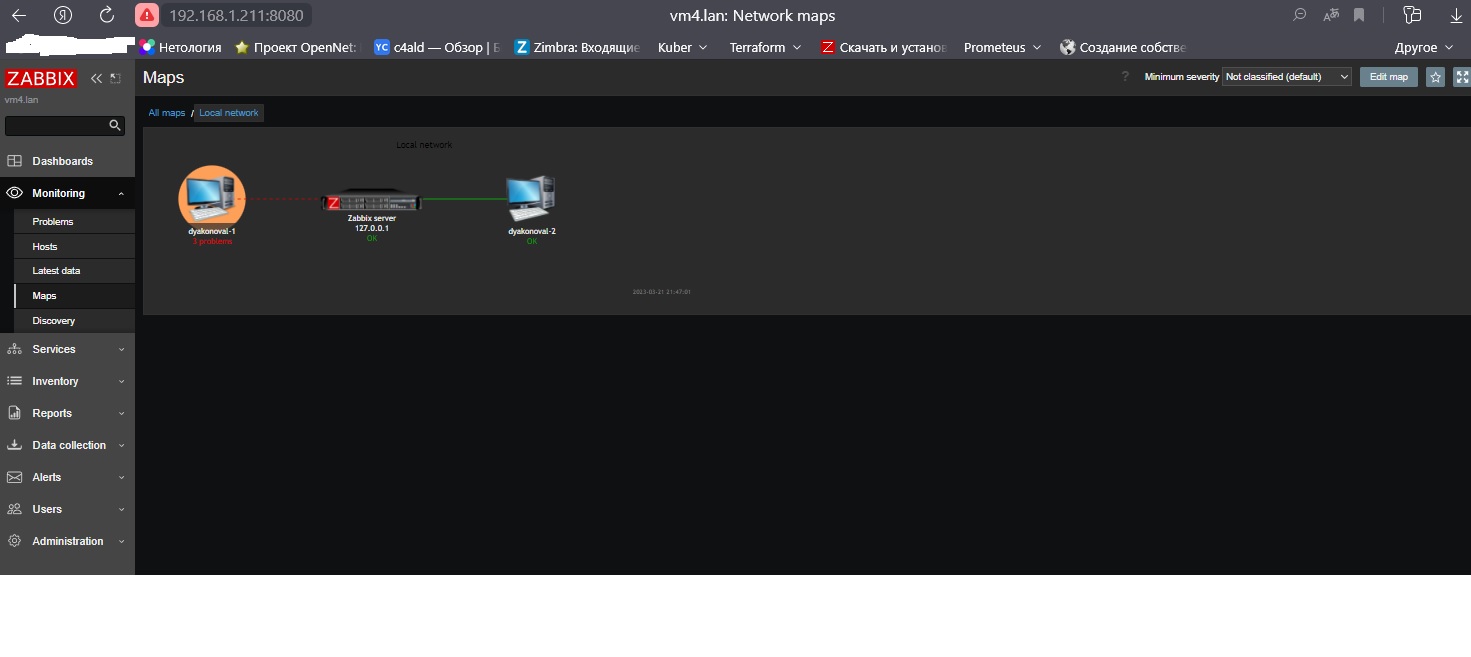 192.168.1.211:8080 vm4.lan: Network maps
Нетология Проект OpenNet: YC c4ald — Обзор | Z Zimbra: Входящие Kuber Terraform Z Скачать и установ Prometeus Создание собстве Другое
ZABBIX
vm4.lan
Maps
? Minimum severity Not classified (default) Edit map
All maps / Local network
Dashboards
Monitoring
Problems
Hosts
Latest data
Maps
Discovery
Services
Inventory
Reports
Data collection
Alerts
Users
Administration
Local network
dyakonoval-1
3 problems
Z
Zabbix server
127.0.0.1
OK
dyakonoval-2
OK
2023-03-21 21:47:01